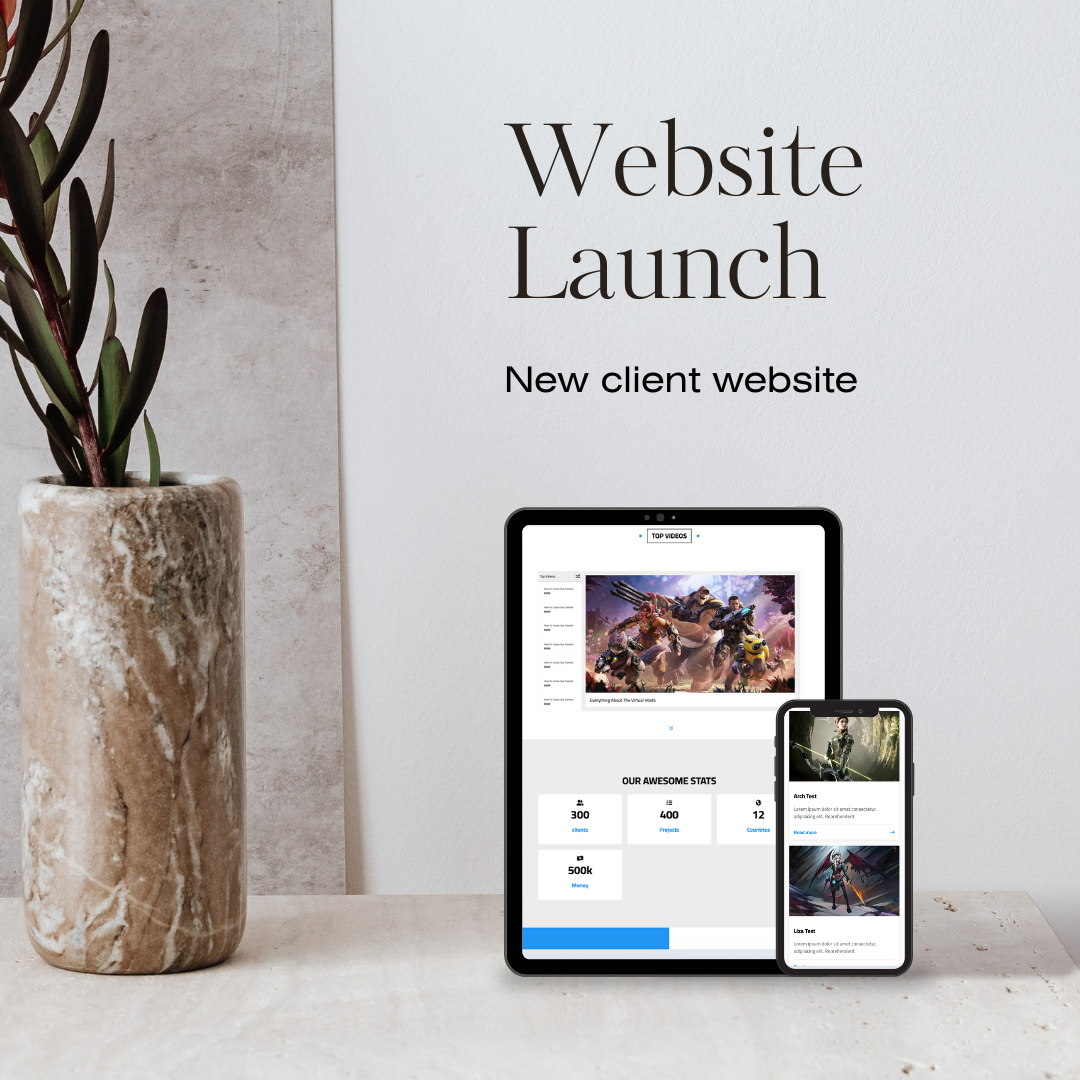 Website
Launch
New client website
TOP VIDEOS
Top Videos
Everything About The Virtual Hosts
OUR AWESOME STATS
300
clients
400
Projects
12
Countries
500k
Money
Arch Test
Lorem ipsum dolor sit amet consectetur,
adipisicing elit. Reprehenderit
Read more
Liza Test
Lorem ipsum dolor sit amet consectetur,
adipisicing elit. Reprehenderit